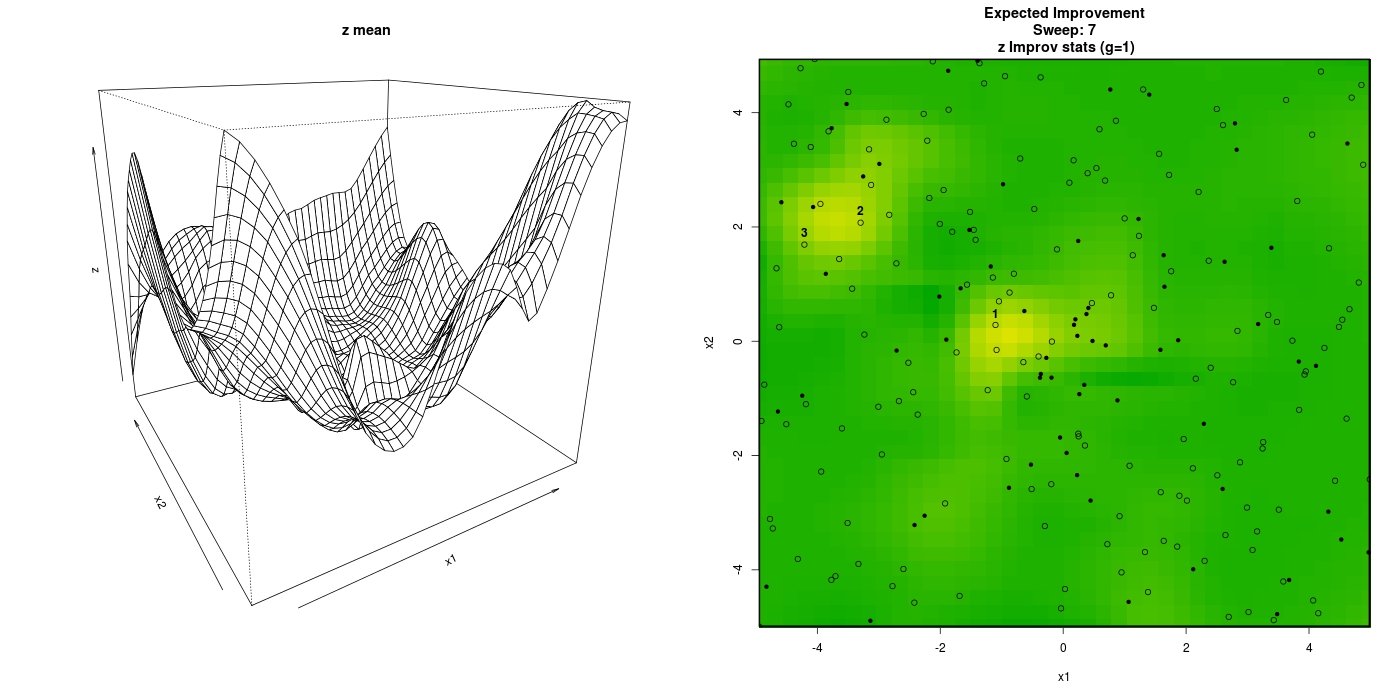 z mean
z
x2
x1
Expected Improvement
Sweep: 7
z Improv stats (g=1)
x2
4
2
0
-2
-4
2
3
1
-4
-2
0
2
4
x1